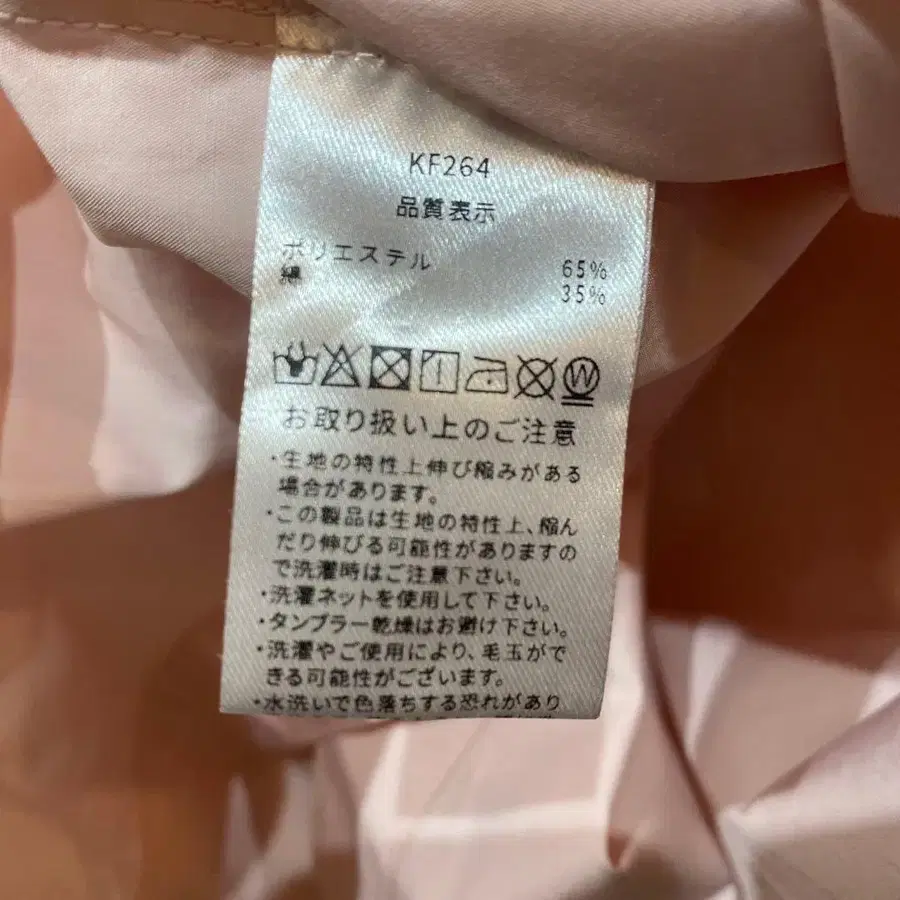 KF264
品質表示
ポリエステル 65%
綿 35%
W
お取り扱い上のご注意
・生地の特性上伸び縮みがある
場合があります。
・この製品は生地の特性上、縮ん
だり伸びる可能性がありますの
で洗濯時はご注意下さい。
・洗濯ネットを使用して下さい。
・タンブラー乾燥はお避け下さい。
・洗濯やご使用により、毛玉がで
きる可能性がございます。
・水洗いで色落ちする恐れがあり